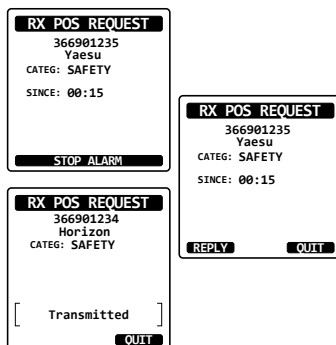 RX POS REQUEST
366901235
Yaesu
CATEG: SAFETY
SINCE: 00:15
STOP ALARM
RX POS REQUEST
366901235
Yaesu
CATEG: SAFETY
SINCE: 00:15
REPLY QUIT
RX POS REQUEST
366901234
Horizon
CATEG: SAFETY
[ Transmitted ]
QUIT